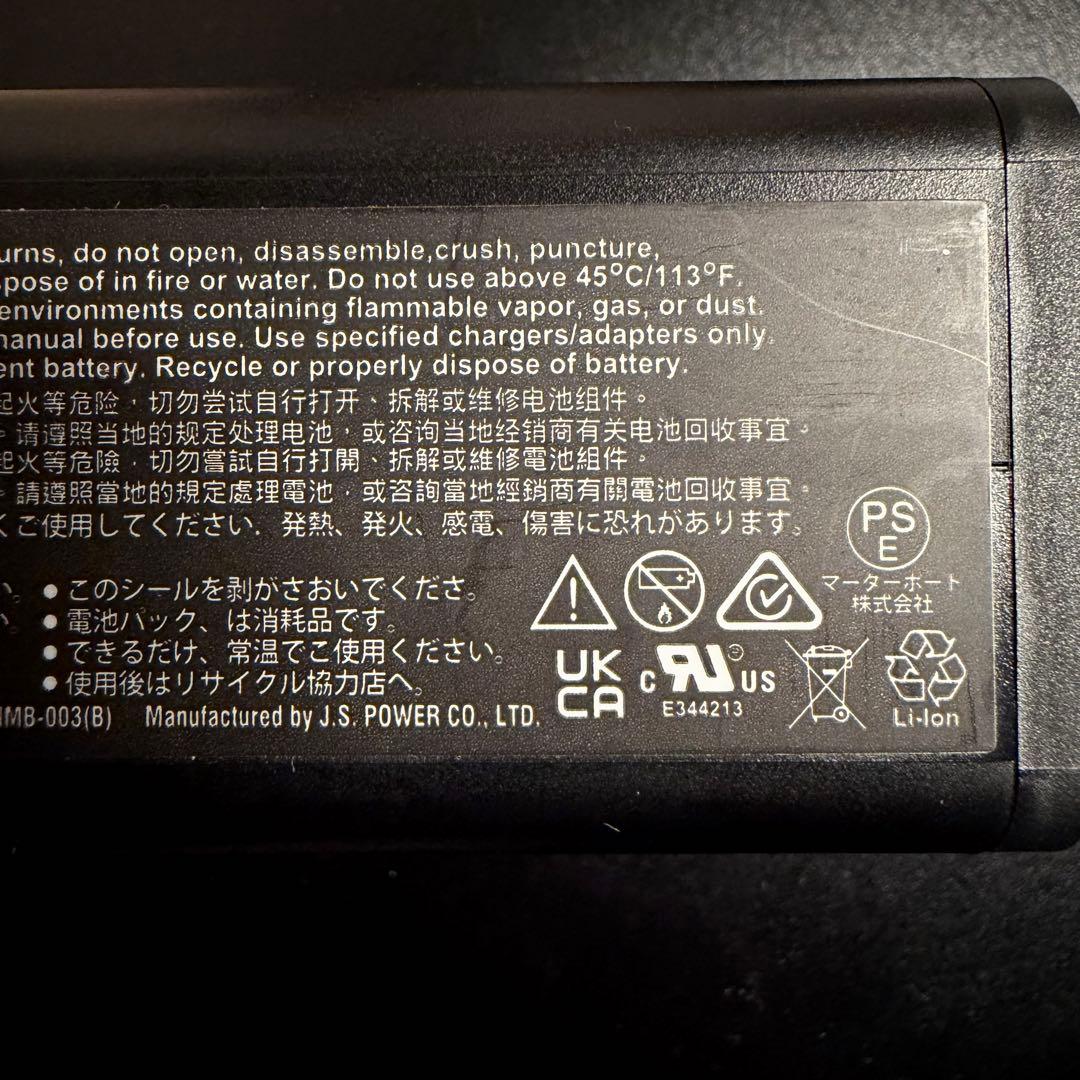 urns, do not open, disassemble,crush, puncture,
spose of in fire or water. Do not use above 45°C/113°F.
environments containing flammable vapor, gas, or dust.
manual before use. Use specified chargers/adapters only.
ent battery. Recycle or properly dispose of battery.
起火等危险，切勿尝试自行打开、拆解或维修电池组件。
。请遵照当地的规定处理电池，或咨询当地经销商有关电池回收事宜。
起火等危險，切勿嘗試自行打開、拆解或維修電池組件。
。請遵照當地的規定處理電池，或咨詢當地經銷商有關電池回收事宜。
くご使用してください．発熱、発火、感電、傷害に恐れがあります。
い。 ● このシールを剥がさおいでくださ。
い。 ● 電池パック、は消耗品です。
● できるだけ、常温でご使用ください。
● 使用後はリサイクル協力店へ。
MB-003(B) Manufactured by J.S. POWER CO., LTD.
PS
E
マーターボート
株式会社
UK
CA
C RU US
E344213
Li-Ion